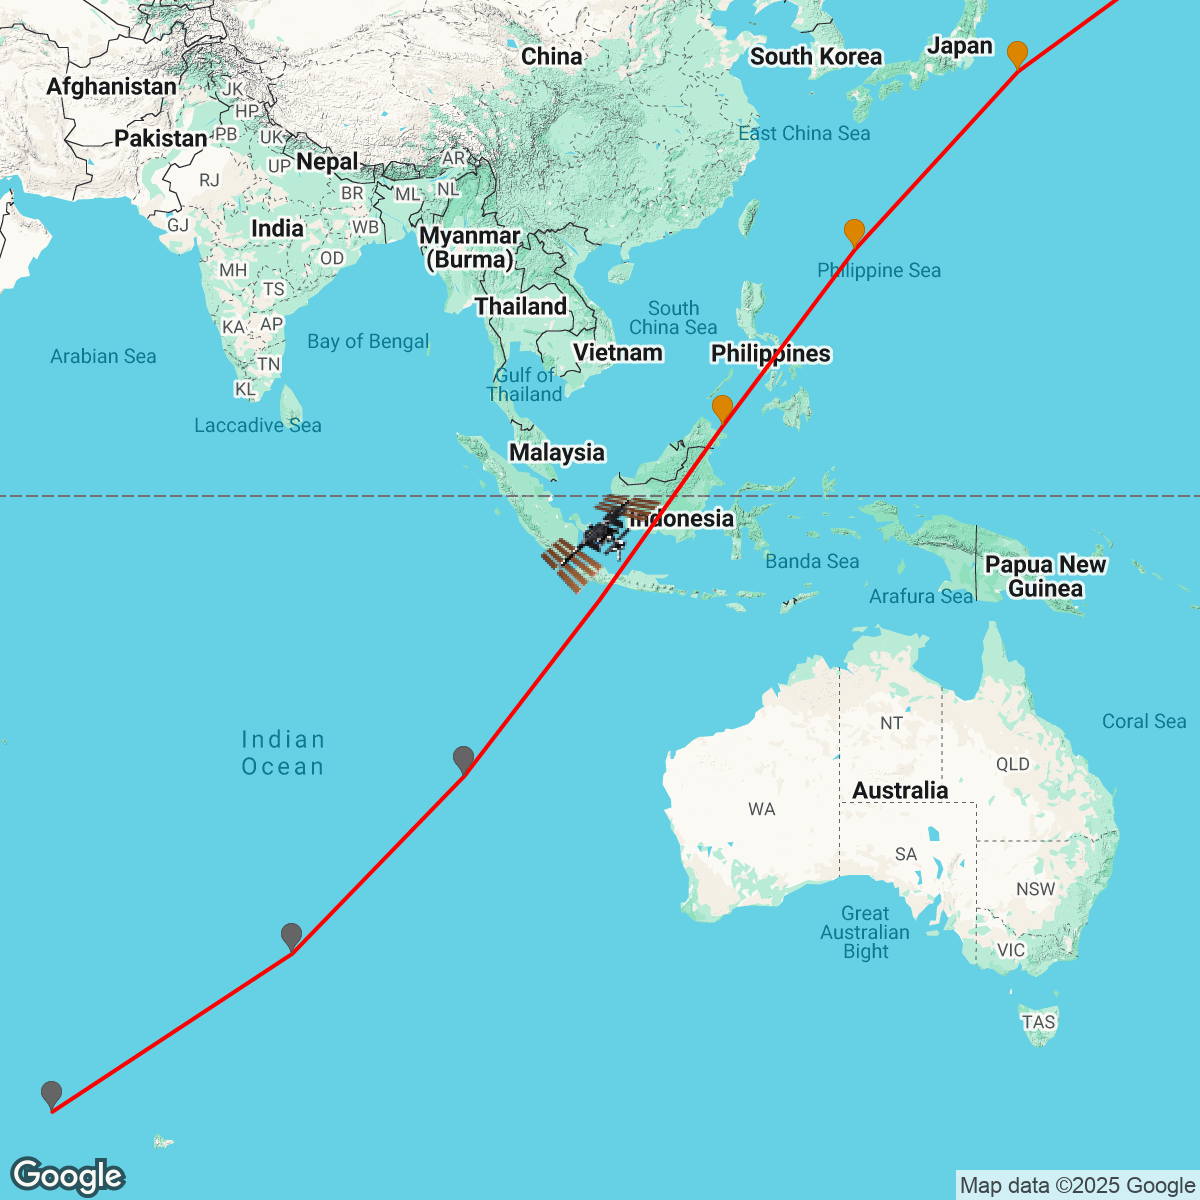 China
South Korea
Japan
Afghanistan
JK
HP
East China Sea
Pakistan
PB
UK
Nepal
AR
UP
RJ
BR
ML
NL
GJ
India
WB
Myanmar
(Burma)
OD
MH
Philippine Sea
TS
Thailand
South
China Sea
KA
AP
Bay of Bengal
Arabian Sea
Vietnam
Philippines
TN
Gulf of
Thailand
KL
Laccadive Sea
Malaysia
Indonesia
Banda Sea
Papua New
Guinea
Arafura Sea
Indian
Ocean
NT
Coral Sea
QLD
Australia
WA
SA
NSW
Great
Australian
Bight
VIC
TAS
Google
Map data ©2025 Google